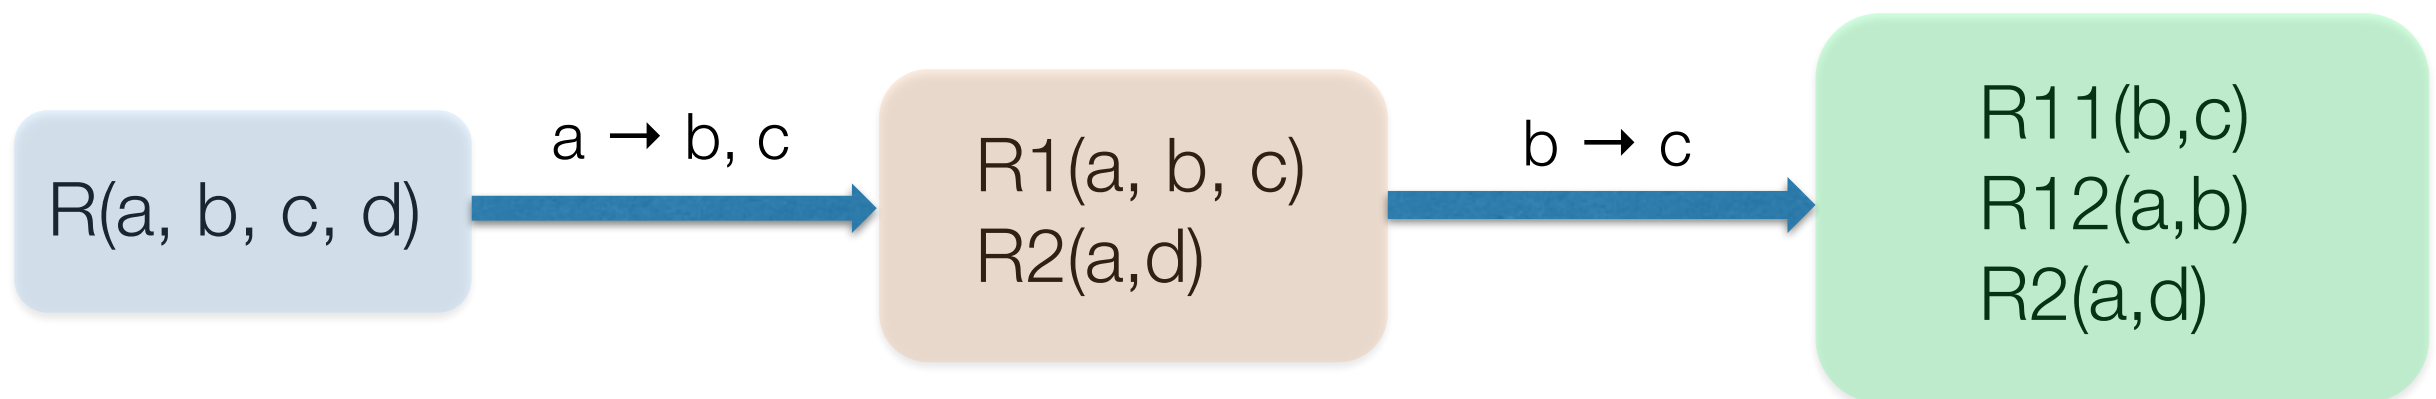 R(a, b, c, d)
a → b, c
R1(a, b, c)
R2(a,d)
b → c
R11(b,c)
R12(a,b)
R2(a,d)